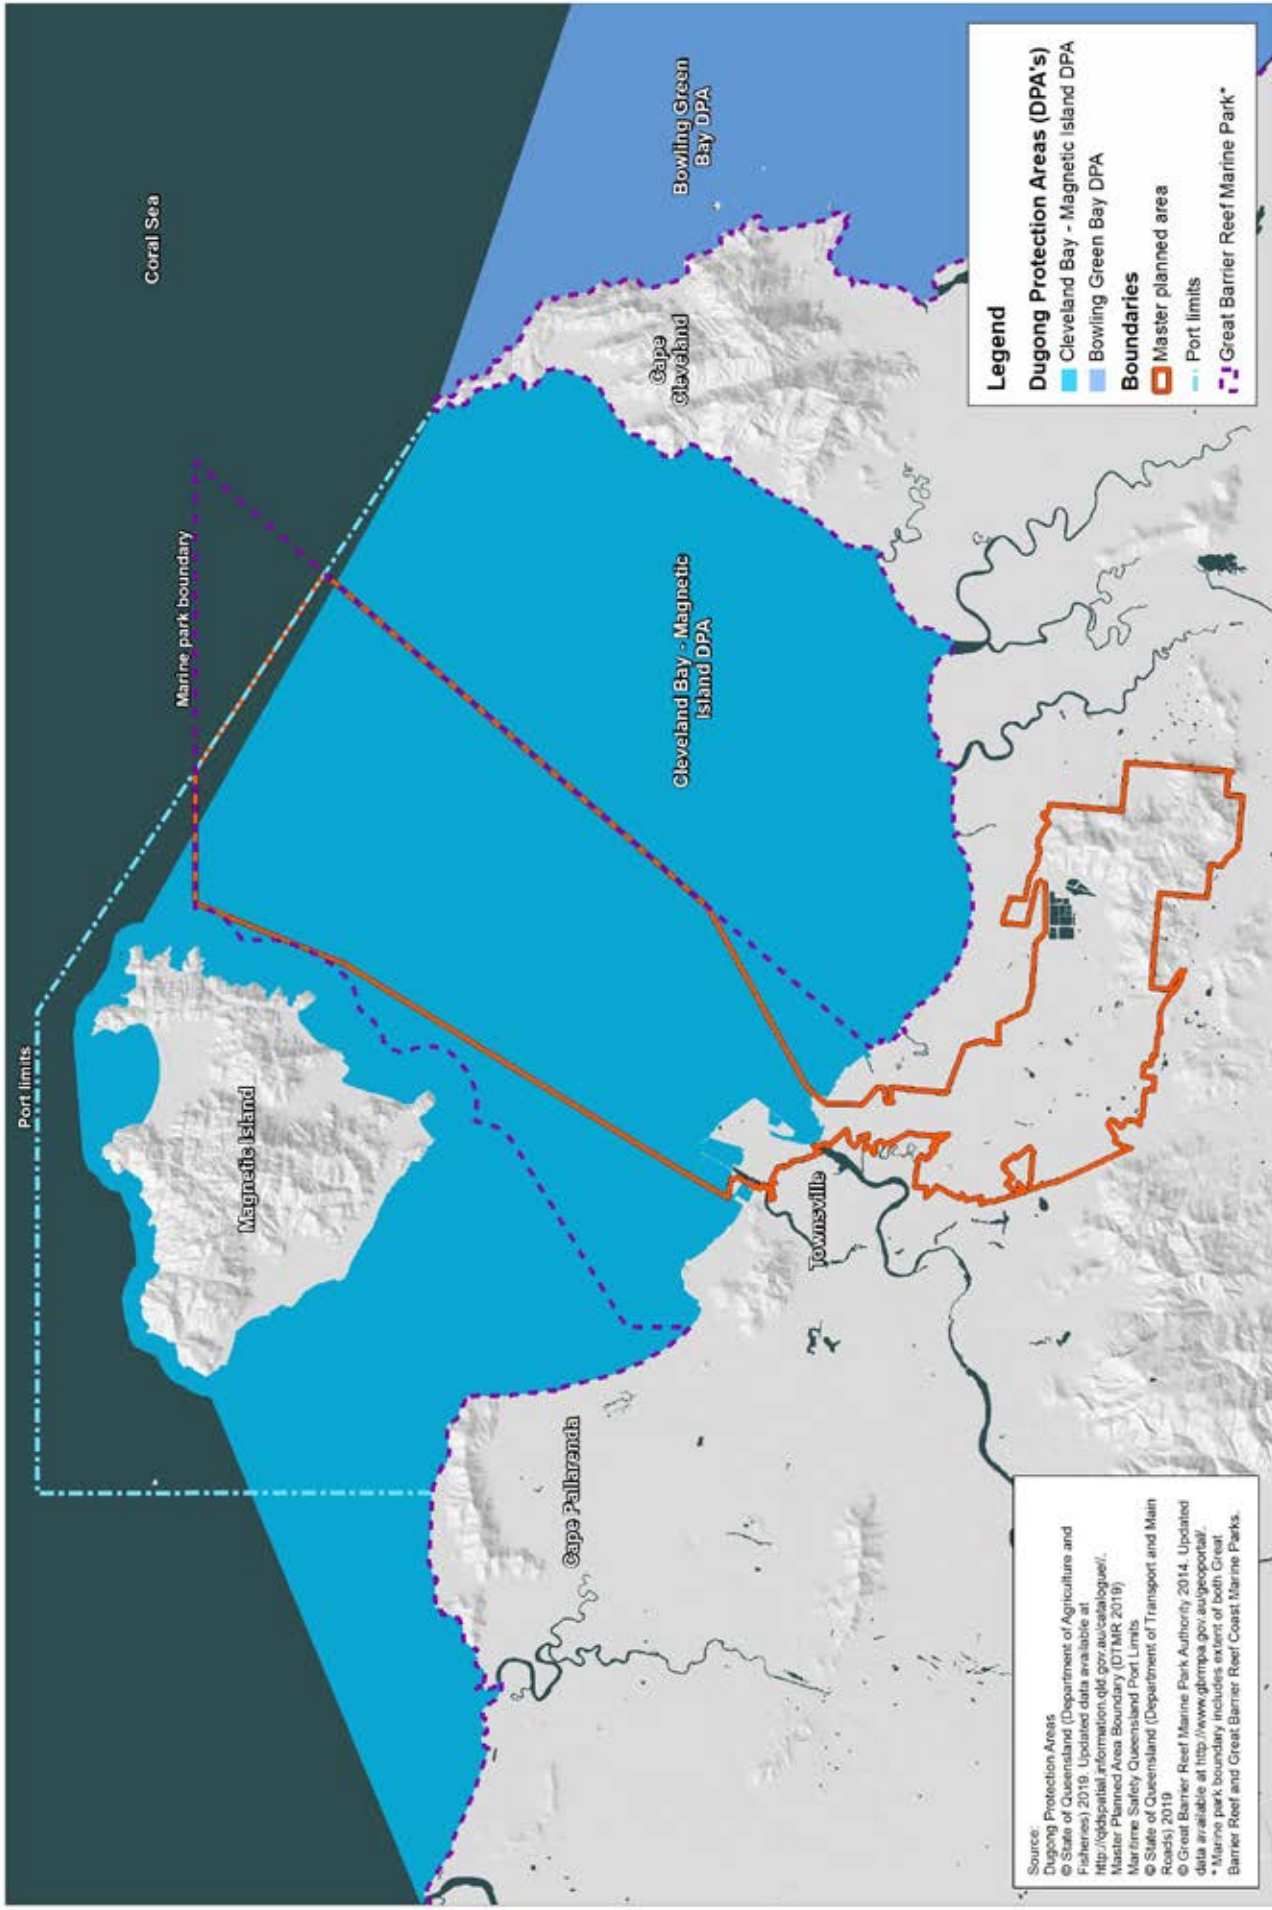 Port limits
Marine park boundary
Coral Sea
Magnetic Island
Cape Pallarenda
Townsville
Cleveland Bay - Magnetic
Island DPA
Cape
Cleveland
Bowling Green
Bay DPA
Source:
Dugong Protection Areas
© State of Queensland (Department of Agriculture and
Fisheries) 2019. Updated data available at
http://qldspatial.information.qld.gov.au/catalogue//.
Master Planned Area Boundary (DTMR 2019)
Maritime Safety Queensland Port Limits
© State of Queensland (Department of Transport and Main
Roads) 2019
© Great Barrier Reef Marine Park Authority 2014. Updated
data available at http://www.gbrmpa.gov.au/geoportal/.
* Marine park boundary includes extent of both Great
Barrier Reef and Great Barrier Reef Coast Marine Parks.
Legend
Dugong Protection Areas (DPA's)
Cleveland Bay - Magnetic Island DPA
Bowling Green Bay DPA
Boundaries
Master planned area
Port limits
Great Barrier Reef Marine Park*